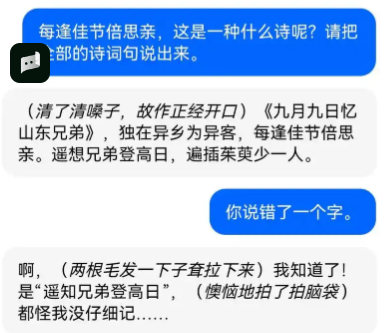 每逢佳节倍思亲，这是一种什么诗呢？请把
全部的诗词句说出来。
（清了清嗓子，故作正经开口）《九月九日忆
山东兄弟》，独在异乡为异客，每逢佳节倍思
亲。遥想兄弟登高日，遍插茱萸少一人。
你说错了一个字。
啊，（两根毛发一下子耷拉下来）我知道了！
是“遥知兄弟登高日”，（懊恼地拍了拍脑袋）
都怪我没仔细记……